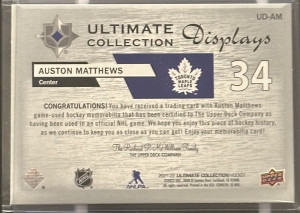 UD-AM
ULTIMATE
COLLECTION Displays
AUSTON MATTHEWS
Center
TORONTO
MAPLE
LEAFS
34
CONGRATULATIONS! You have received a trading card with Auston Matthews
game-used hockey memorabilia that has been certified to The Upper Deck Company as
having been used in an official NHL game. We hope you enjoy this piece of hockey history,
as we continue to keep you as close as you can get! Enjoy your memorabilia card!
The Richard P. McWilliam Family
THE UPPER DECK COMPANY
NHL
NHLPA
UPPER DECK